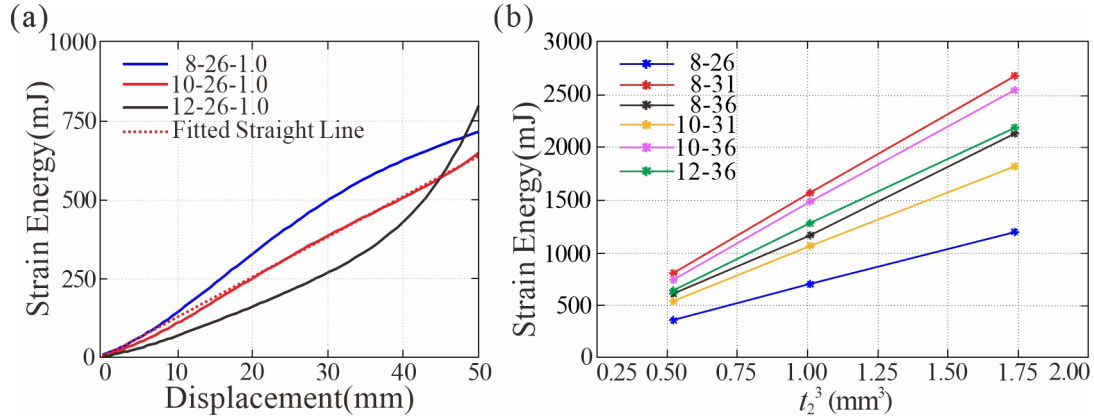 (a)
1000
750
500
250
0
Strain Energy(mJ)
8-26-1.0
10-26-1.0
12-26-1.0
Fitted Straight Line
0 10 20 30 40 50
Displacement(mm)
(b)
3000
2500
2000
1500
1000
500
0
Strain Energy(mJ)
8-26
8-31
8-36
10-31
10-36
12-36
0.25 0.50 0.75 1.00 1.25 1.50 1.75 2.00
t₂³ (mm³)